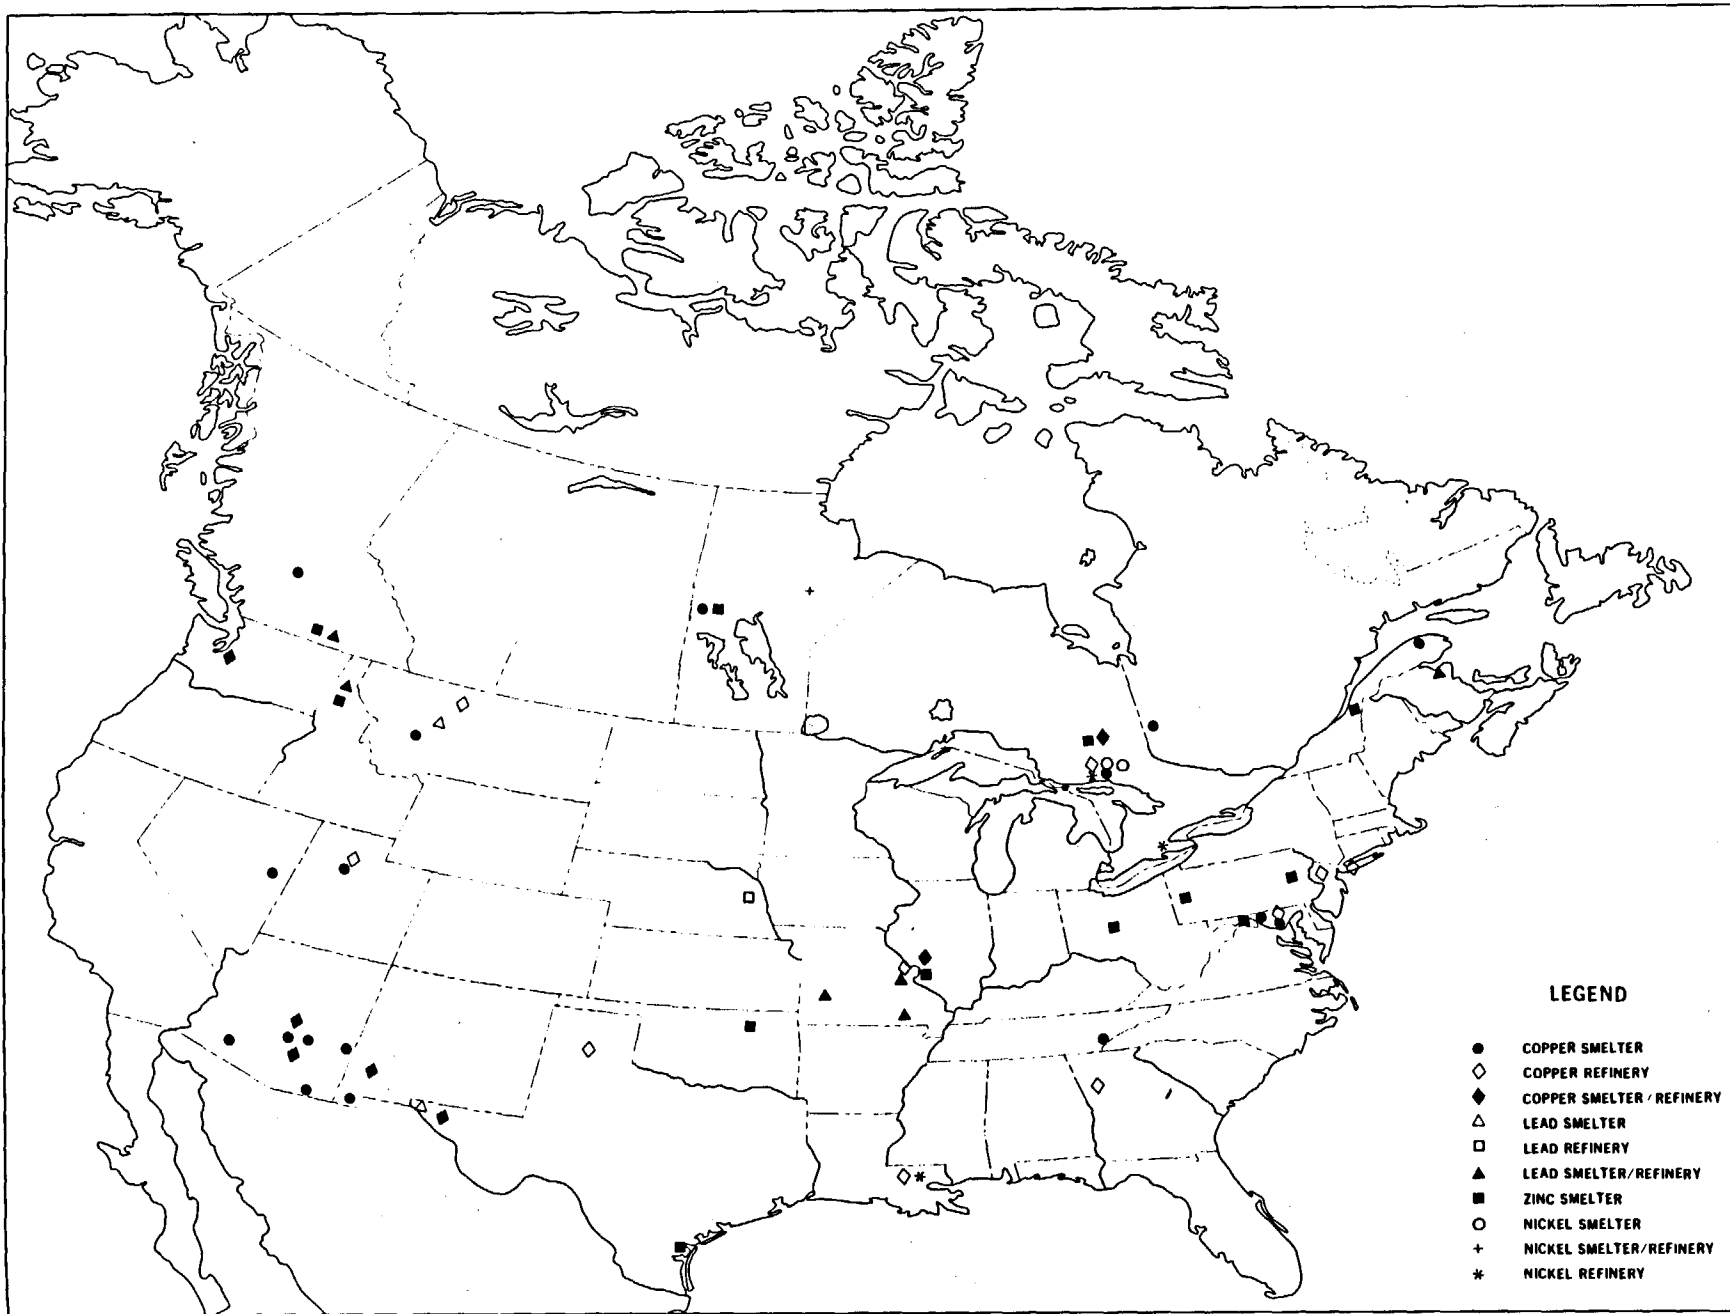 LEGEND
COPPER SMELTER
COPPER REFINERY
COPPER SMELTER/REFINERY
LEAD SMELTER
LEAD REFINERY
LEAD SMELTER/REFINERY
ZINC SMELTER
NICKEL SMELTER
NICKEL SMELTER/REFINERY
NICKEL REFINERY